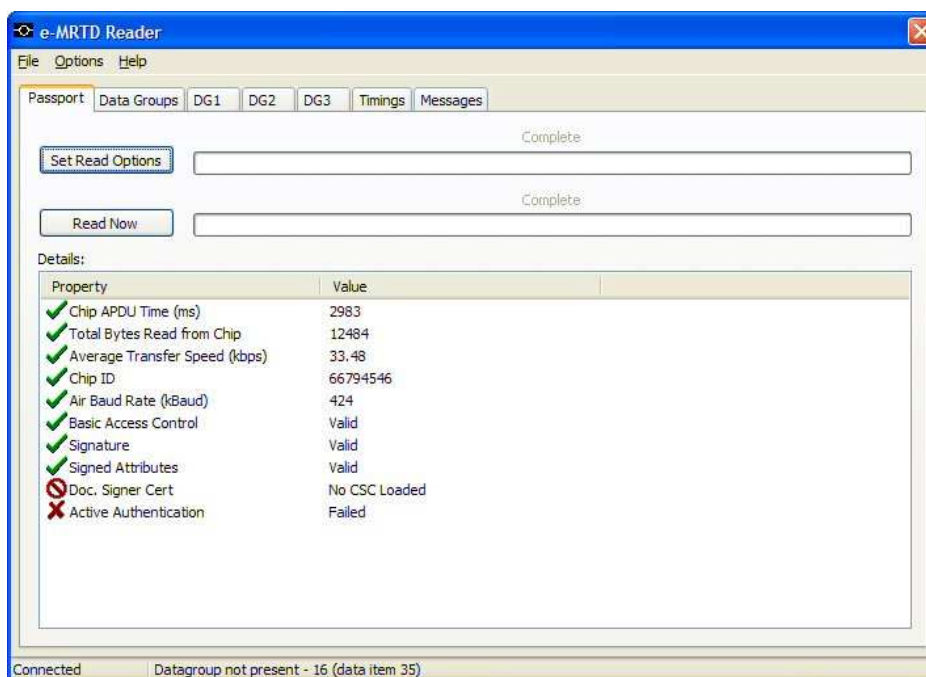 e-MRTD Reader
File Options Help
Passport Data Groups DG1 DG2 DG3 Timings Messages
Complete
Set Read Options
Complete
Read Now
Details:
Property Value
Chip APDU Time (ms) 2983
Total Bytes Read from Chip 12484
Average Transfer Speed (kbps) 33.48
Chip ID 66794546
Air Baud Rate (kBaud) 424
Basic Access Control Valid
Signature Valid
Signed Attributes Valid
Doc. Signer Cert No CSC Loaded
Active Authentication Failed
Connected Datagroup not present - 16 (data item 35)